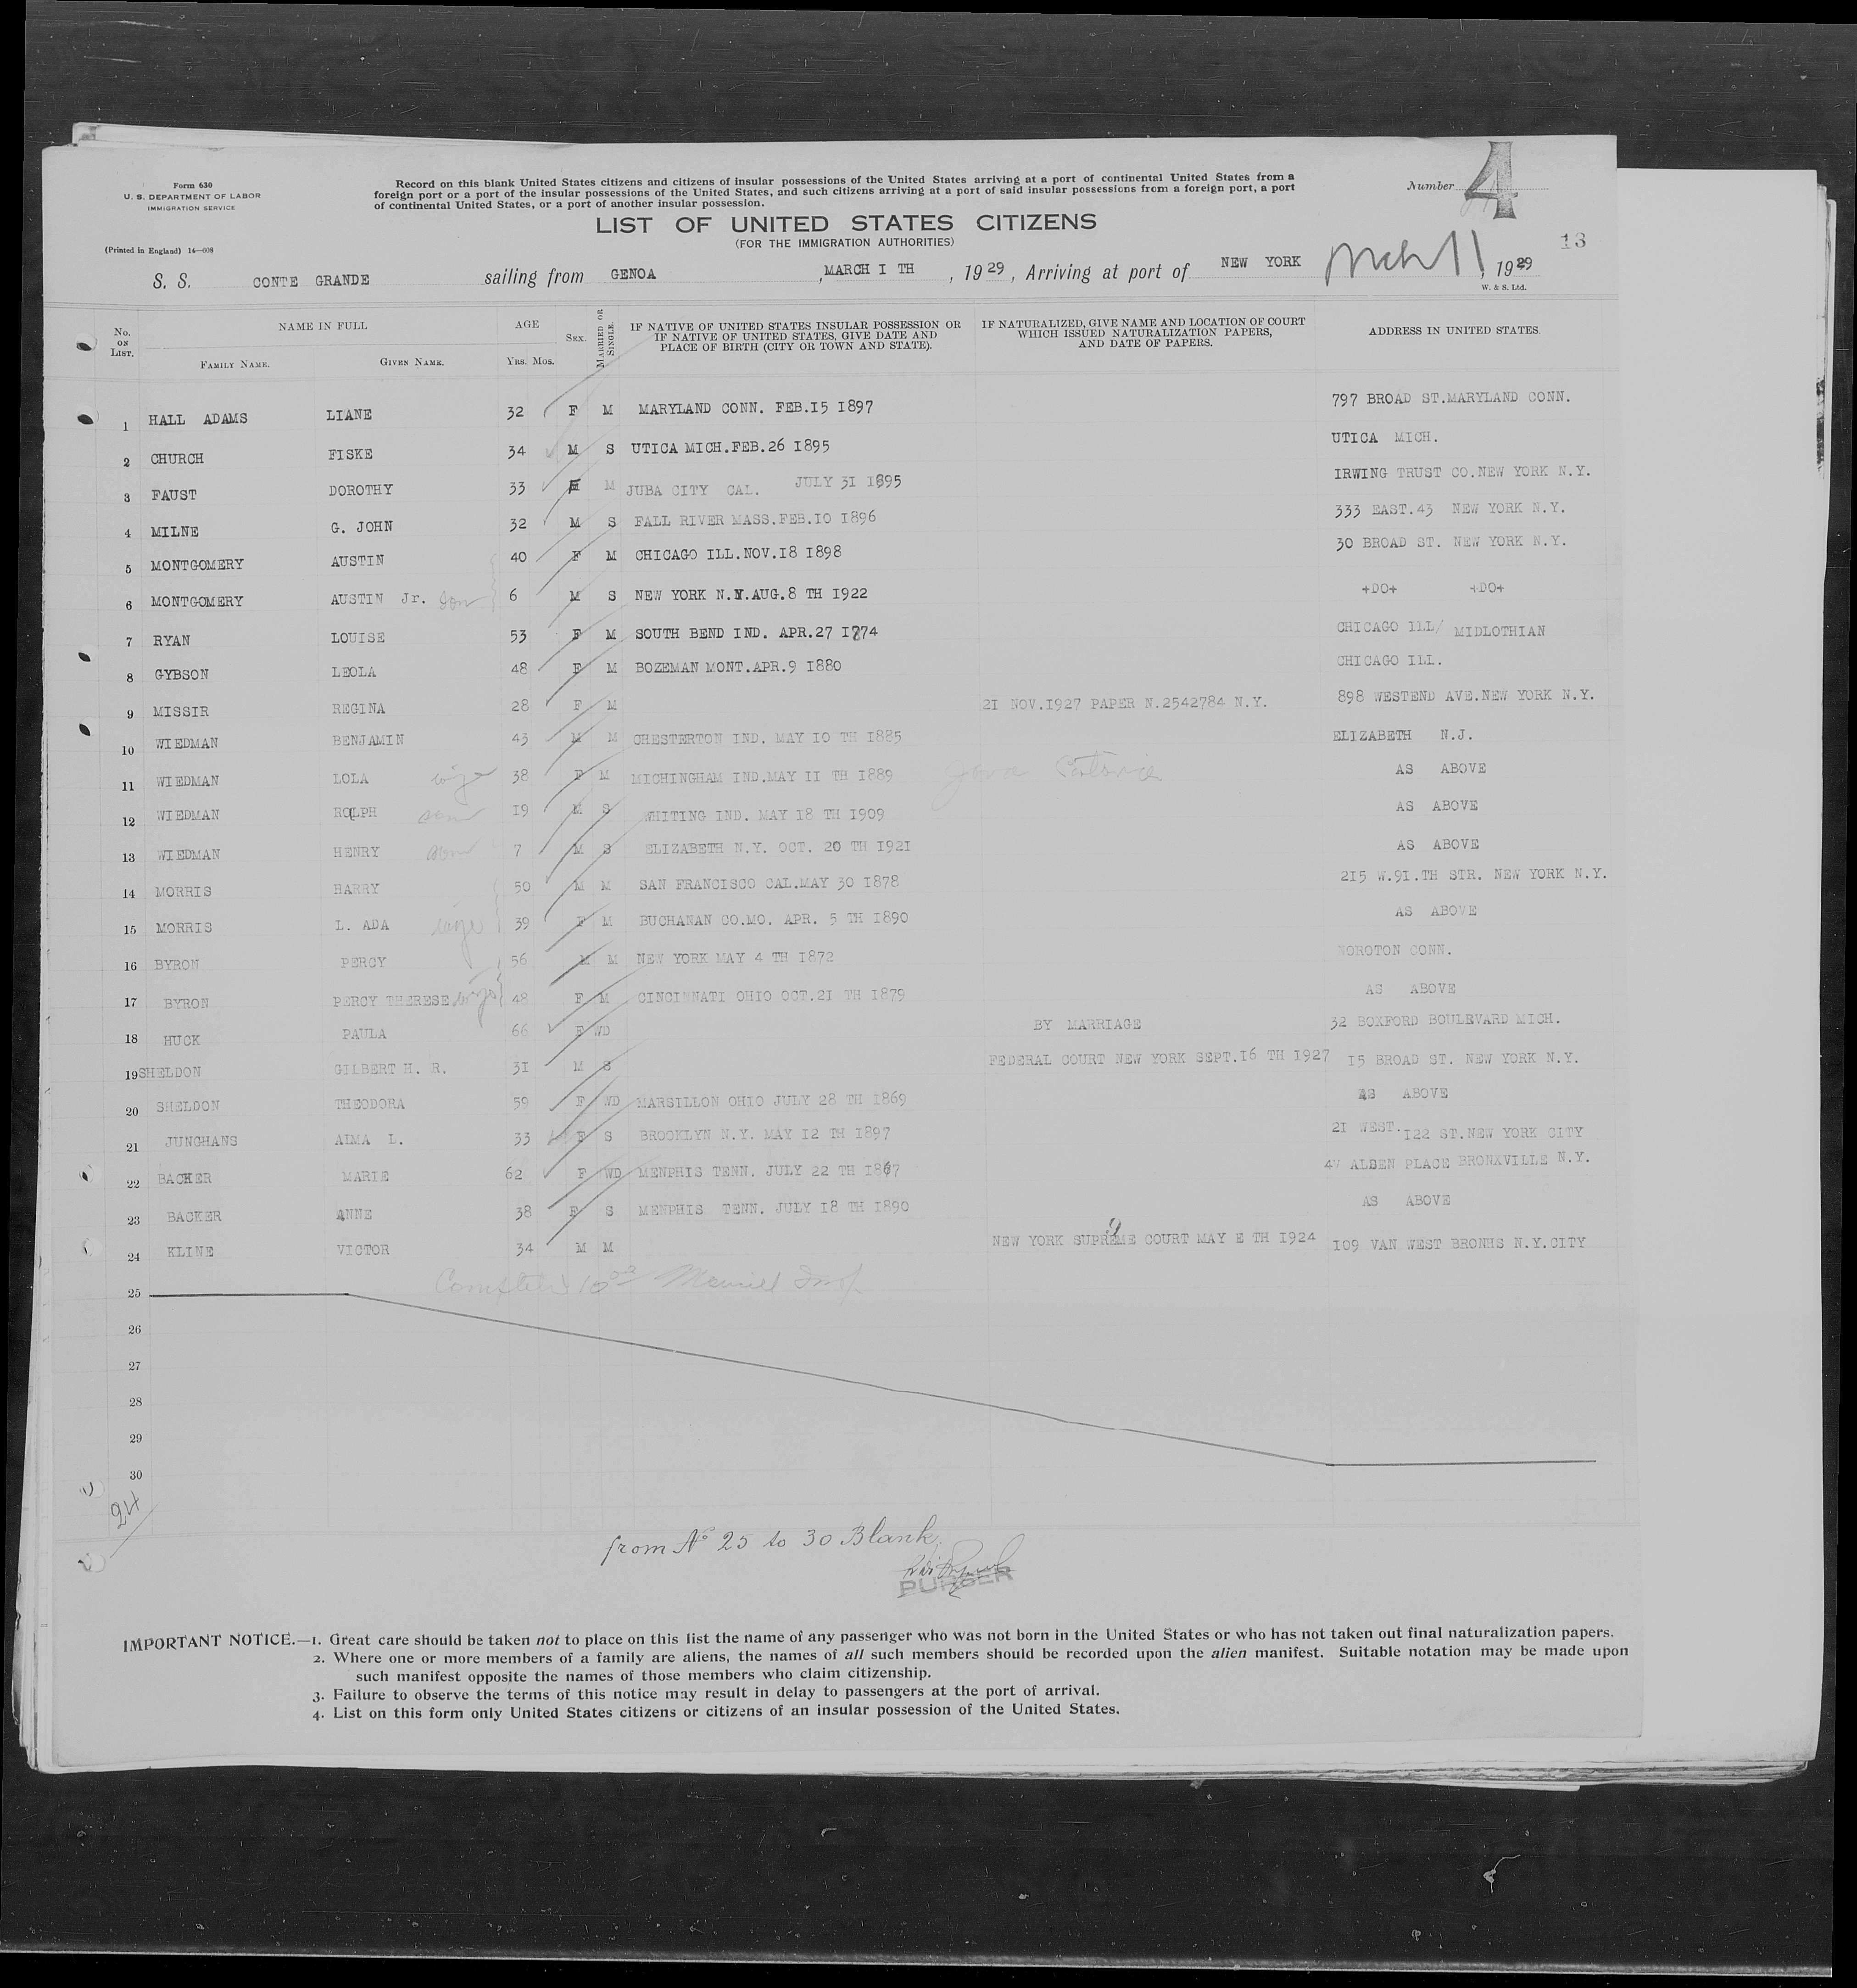 Form 630
U. S. DEPARTMENT OF LABOR
IMMIGRATION SERVICE
(Printed in England) 14—608
Record on this blank United States citizens and citizens of insular possessions of the United States arriving at a port of continental United States from a
foreign port or a port of the insular possessions of the United States, and such citizens arriving at a port of said insular possessions from a foreign port, a port
of continental United States, or a port of another insular possession.
Number 4
13
LIST OF UNITED STATES CITIZENS
(FOR THE IMMIGRATION AUTHORITIES)
S. S. CONTE GRANDE sailing from GENOA , MARCH I TH , 1929, Arriving at port of NEW YORK Mch 11, 1929
W. & S. Ltd.
No. ON LIST. NAME IN FULL AGE SEX. MARRIED OR SINGLE. IF NATIVE OF UNITED STATES INSULAR POSSESSION OR IF NATIVE OF UNITED STATES, GIVE DATE AND PLACE OF BIRTH (CITY OR TOWN AND STATE). IF NATURALIZED, GIVE NAME AND LOCATION OF COURT WHICH ISSUED NATURALIZATION PAPERS, AND DATE OF PAPERS. ADDRESS IN UNITED STATES.
FAMILY NAME. GIVEN NAME. YRS. MOS.
1 HALL ADAMS LIANE 32 F M MARYLAND CONN. FEB.15 1897 797 BROAD ST.MARYLAND CONN.
2 CHURCH FISKE 34 M S UTICA MICH.FEB.26 1895 UTICA MICH.
3 FAUST DOROTHY 33 F M JUBA CITY CAL. JULY 31 1895 IRWING TRUST CO.NEW YORK N.Y.
4 MILNE G. JOHN 32 M S FALL RIVER MASS.FEB.10 1896 333 EAST.43 NEW YORK N.Y.
5 MONTGOMERY AUSTIN 40 F M CHICAGO ILL.NOV.18 1898 30 BROAD ST. NEW YORK N.Y.
6 MONTGOMERY AUSTIN Jr. son 6 M S NEW YORK N.Y.AUG.8 TH 1922 +DO+ +DO+
7 RYAN LOUISE 53 F M SOUTH BEND IND. APR.27 1874 CHICAGO ILL/ MIDLOTHIAN
8 GYBSON LEOLA 48 F M BOZEMAN MONT.APR.9 1880 CHICAGO ILL.
9 MISSIR REGINA 28 F M 21 NOV.1927 PAPER N.2542784 N.Y. 898 WESTEND AVE.NEW YORK N.Y.
10 WIEDMAN BENJAMIN 43 M M CHESTERTON IND. MAY 10 TH 1885 ELIZABETH N.J.
11 WIEDMAN LOLA wife 38 F M MICHINGHAM IND.MAY II TH 1889 AS ABOVE
12 WIEDMAN ROLPH son 19 M S WHITING IND. MAY 18 TH 1909 AS ABOVE
13 WIEDMAN HENRY 7 M S ELIZABETH N.Y. OCT. 20 TH 1921 AS ABOVE
14 MORRIS HARRY 50 M M SAN FRANCISCO CAL.MAY 30 1878 215 W.91.TH STR. NEW YORK N.Y.
15 MORRIS L. ADA wife 39 F M BUCHANAN CO.MO. APR. 5 TH 1890 AS ABOVE
16 BYRON PERCY 56 M M NEW YORK MAY 4 TH 1872 NOROTON CONN.
17 BYRON PERCY THERESE wife 48 F M CINCINNATI OHIO OCT.21 TH 1879 AS ABOVE
18 HUCK PAULA 66 F WD BY MARRIAGE 32 BOXFORD BOULEVARD MICH.
19 SHELDON GILBERT H. R. 31 M S FEDERAL COURT NEW YORK SEPT.16 TH 1927 15 BROAD ST. NEW YORK N.Y.
20 SHELDON THEODORA 59 F WD MARSILLON OHIO JULY 28 TH 1869 AS ABOVE
21 JUNGHANS AIMA L. 33 F S BROOKLYN N.Y. MAY 12 TH 1897 21 WEST.122 ST.NEW YORK CITY
22 BACKER MARIE 62 F WD MENPHIS TENN. JULY 22 TH 1867 47 ALDEN PLACE BRONXVILLE N.Y.
23 BACKER ANNE 38 F S MENPHIS TENN. JULY 18 TH 1890 AS ABOVE
24 KLINE VICTOR 34 M M NEW YORK SUPREME COURT MAY E TH 1924 109 VAN WEST BRONHS N.Y.CITY
25
26
27
28
29
30
24
from No 25 to 30 Blank
PURSER
IMPORTANT NOTICE.—1. Great care should be taken not to place on this list the name of any passenger who was not born in the United States or who has not taken out final naturalization papers.
2. Where one or more members of a family are aliens, the names of all such members should be recorded upon the alien manifest. Suitable notation may be made upon
such manifest opposite the names of those members who claim citizenship.
3. Failure to observe the terms of this notice may result in delay to passengers at the port of arrival.
4. List on this form only United States citizens or citizens of an insular possession of the United States.